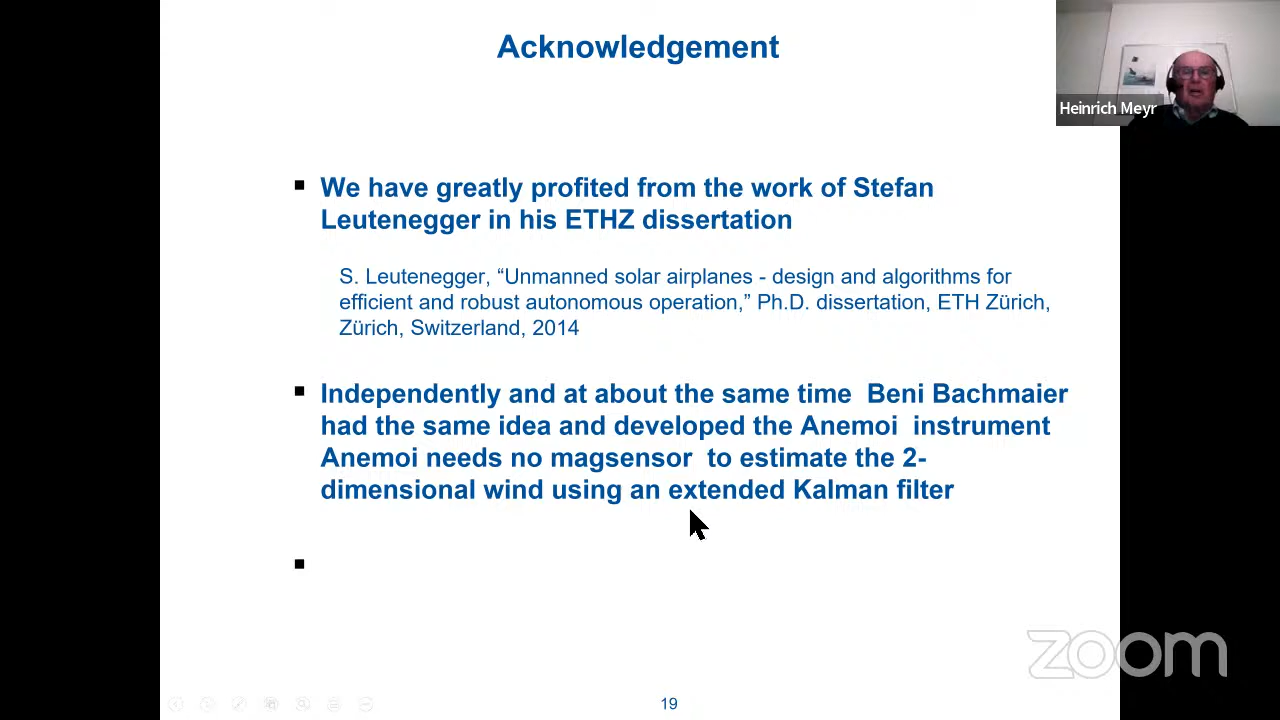 Acknowledgement
Heinrich Meyr
▪ We have greatly profited from the work of Stefan
Leutenegger in his ETHZ dissertation
S. Leutenegger, “Unmanned solar airplanes - design and algorithms for
efficient and robust autonomous operation,” Ph.D. dissertation, ETH Zürich,
Zürich, Switzerland, 2014
▪ Independently and at about the same time Beni Bachmaier
had the same idea and developed the Anemoi instrument
Anemoi needs no magsensor to estimate the 2-
dimensional wind using an extended Kalman filter
▪
zoom
19